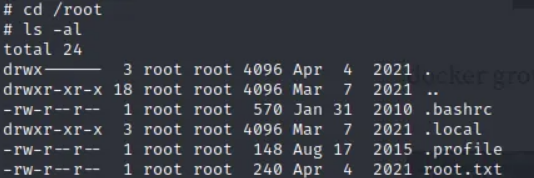 # cd /root
# ls -al
total 24
drwx------  3 root root 4096 Apr  4  2021 .
drwxr-xr-x 18 root root 4096 Mar  7  2021 ..
-rw-r--r--  1 root root  570 Jan 31  2010 .bashrc
drwxr-xr-x  3 root root 4096 Mar  7  2021 .local
-rw-r--r--  1 root root  148 Aug 17  2015 .profile
-rw-r--r--  1 root root  240 Apr  4  2021 root.txt